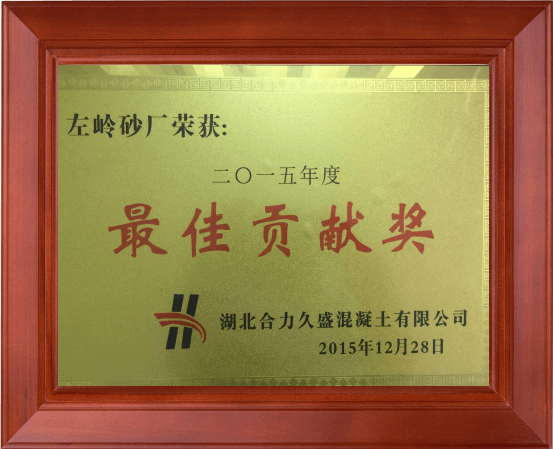 左岭砂厂荣获:
二〇一五年度
最佳贡献奖
湖北合力久盛混凝土有限公司
2015年12月28日